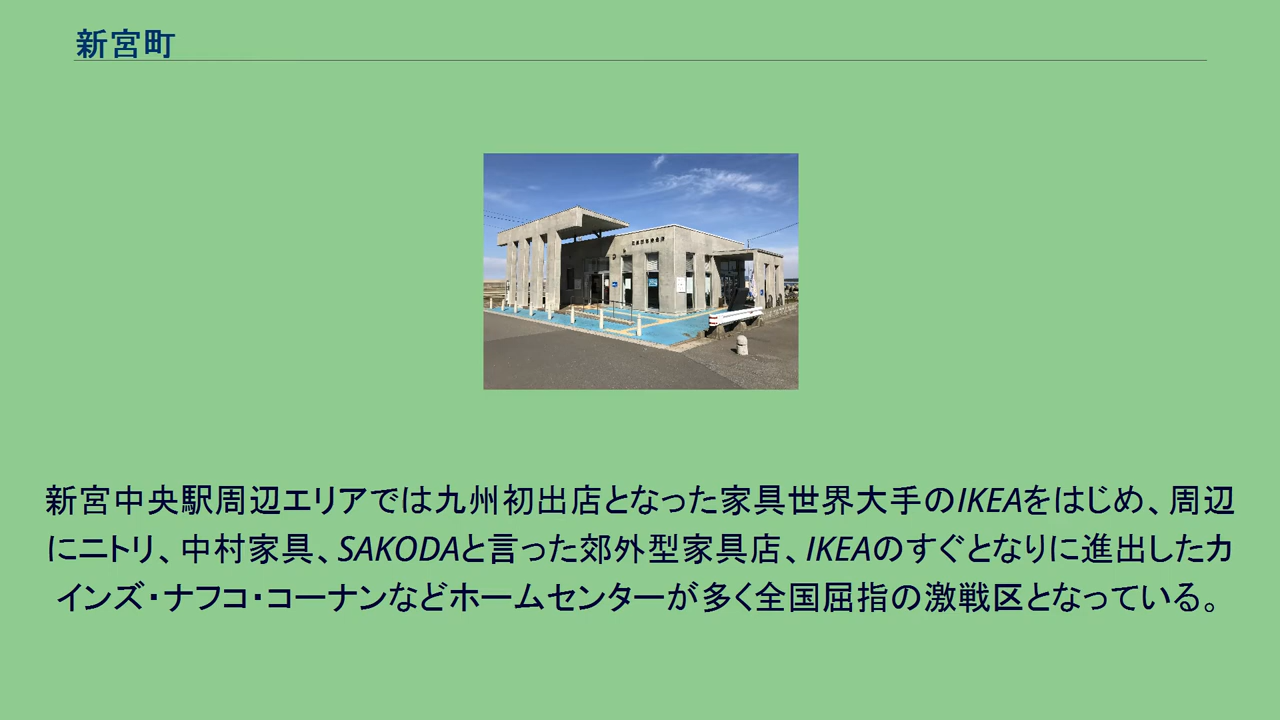 新宮町
新宮中央駅周辺エリアでは九州初出店となった家具世界大手のIKEAをはじめ、周辺
にニトリ、中村家具、SAKODAと言った郊外型家具店、IKEAのすぐとなりに進出したカ
インズ・ナフコ・コーナンなどホームセンターが多く全国屈指の激戦区となっている。